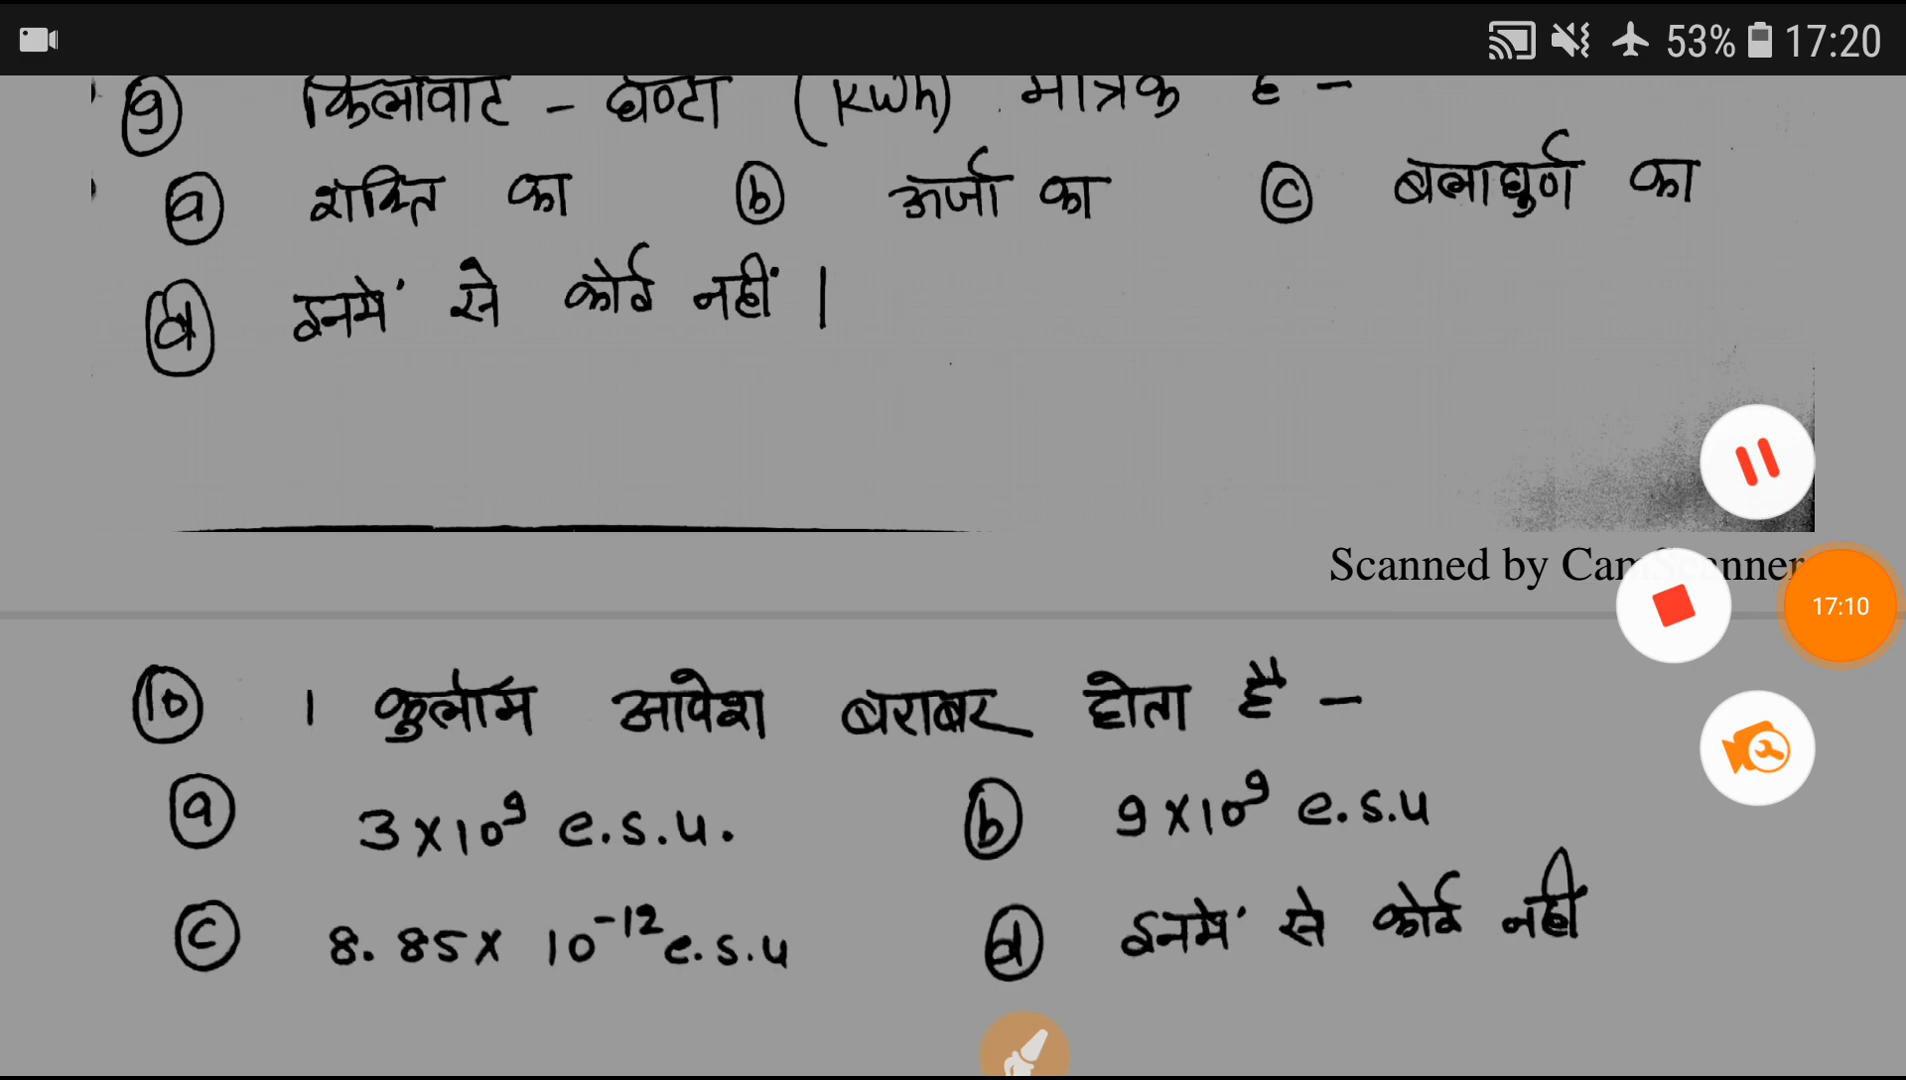 53% 17:20
9 किलोवाट - घण्टा (kWh) मात्रक है -
a शक्ति का b ऊर्जा का c बलाघुर्ण का
d इनमें से कोई नहीं।
Scanned by CamScanner
17:10
10 1 कुलॉम आवेश बराबर होता है -
a 3×10⁹ e.s.u. b 9×10⁹ e.s.u
c 8.85× 10⁻¹² e.s.u d इनमें से कोई नहीं